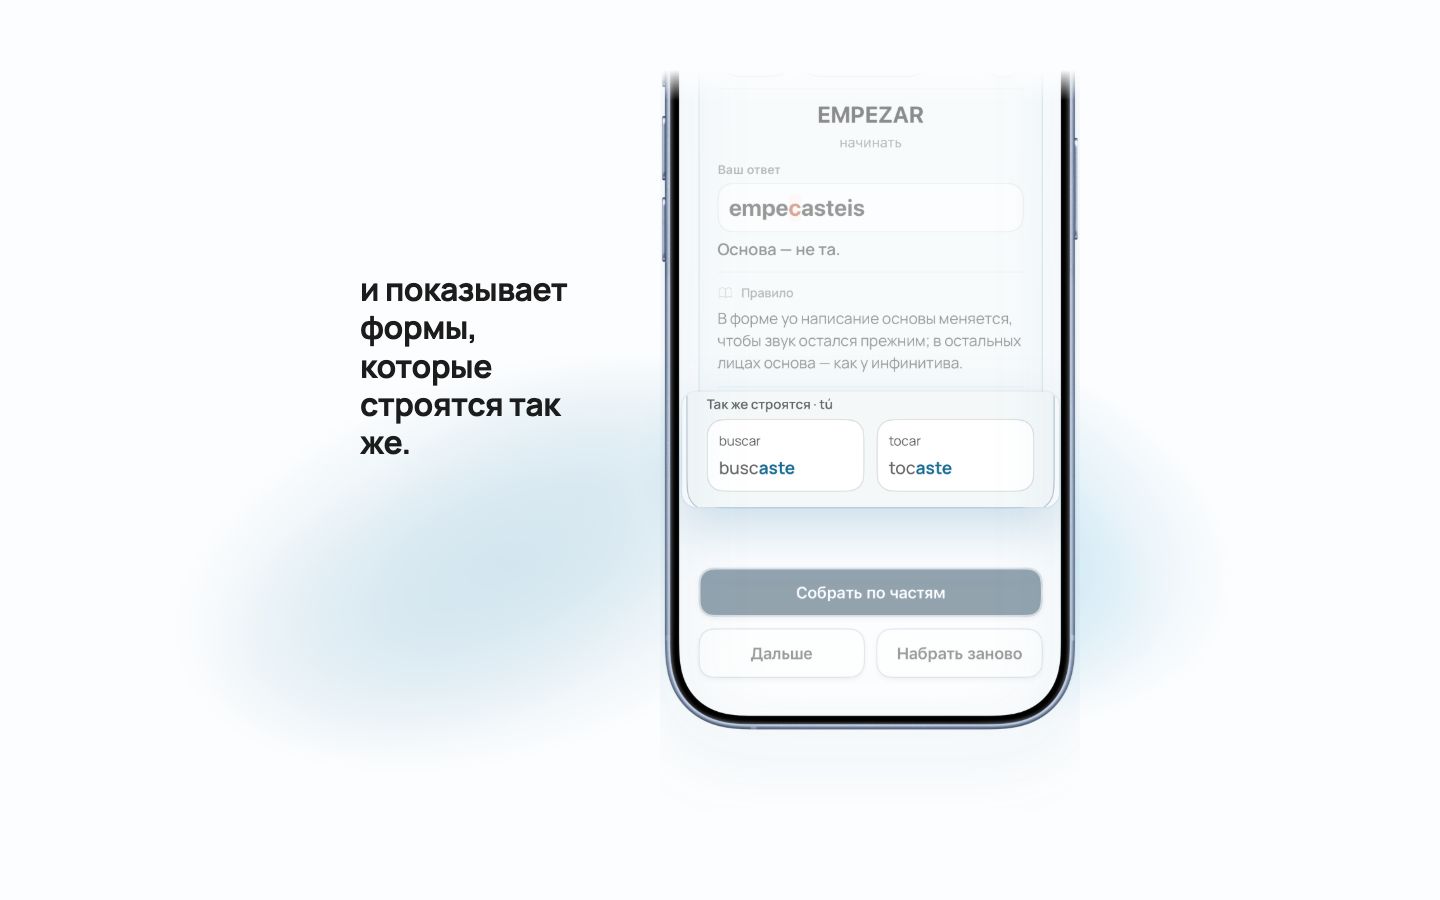 и показывает
формы,
которые
строятся так
же.
EMPEZAR
начинать
Ваш ответ
empecasteis
Основа — не та.
Правило
В форме yo написание основы меняется,
чтобы звук остался прежним; в остальных
лицах основа — как у инфинитива.
Так же строятся · tú
buscar
buscaste
tocar
tocaste
Собрать по частям
Дальше
Набрать заново